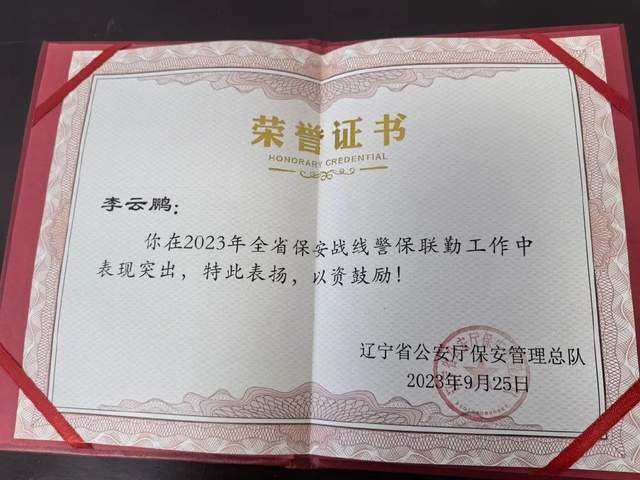 荣誉证书
HONORARY CREDENTIAL
李云鹏：
你在2023年全省保安战线警保联勤工作中
表现突出，特此表扬，以资鼓励！
辽宁省公安厅保安管理总队
2023年9月25日